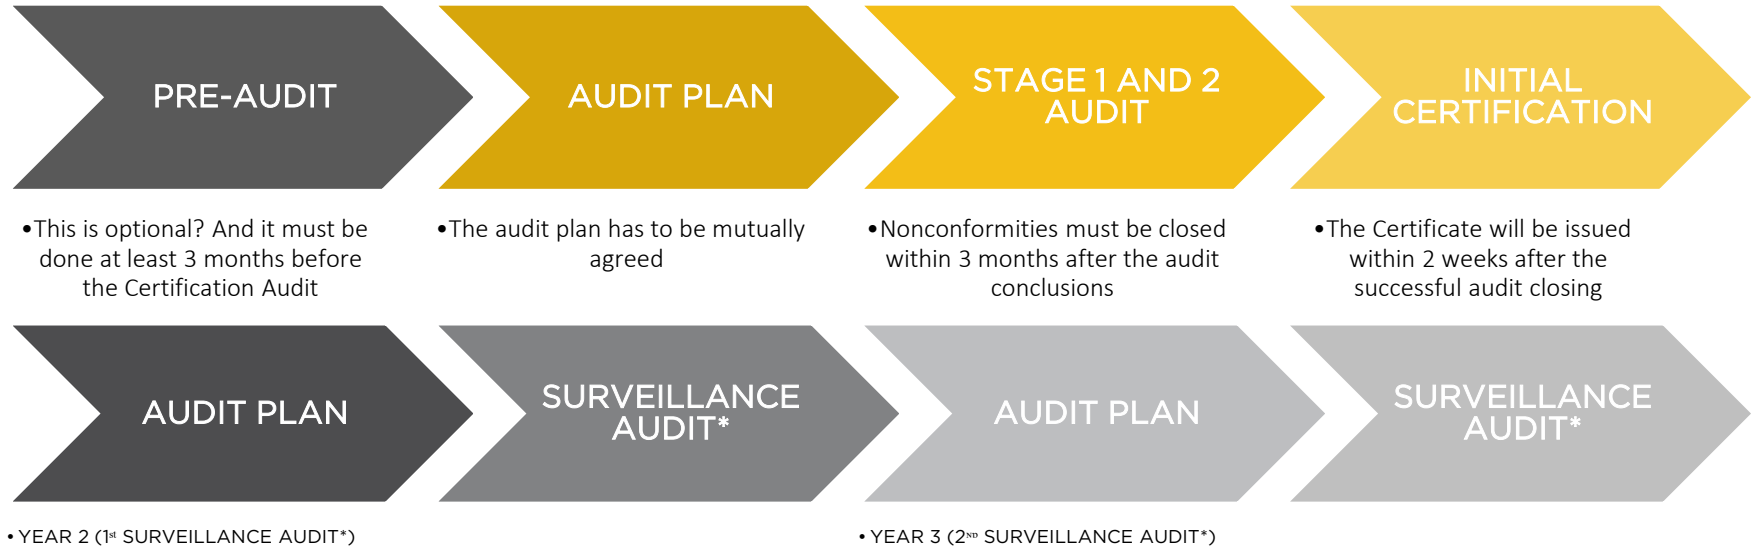 PRE-AUDIT
AUDIT PLAN
STAGE 1 AND 2
AUDIT
INITIAL
CERTIFICATION
•This is optional? And it must be
done at least 3 months before
the Certification Audit
•The audit plan has to be mutually
agreed
•Nonconformities must be closed
within 3 months after the audit
conclusions
•The Certificate will be issued
within 2 weeks after the
successful audit closing
AUDIT PLAN
SURVEILLANCE
AUDIT*
AUDIT PLAN
SURVEILLANCE
AUDIT*
• YEAR 2 (1st SURVEILLANCE AUDIT*)
• YEAR 3 (2ND SURVEILLANCE AUDIT*)